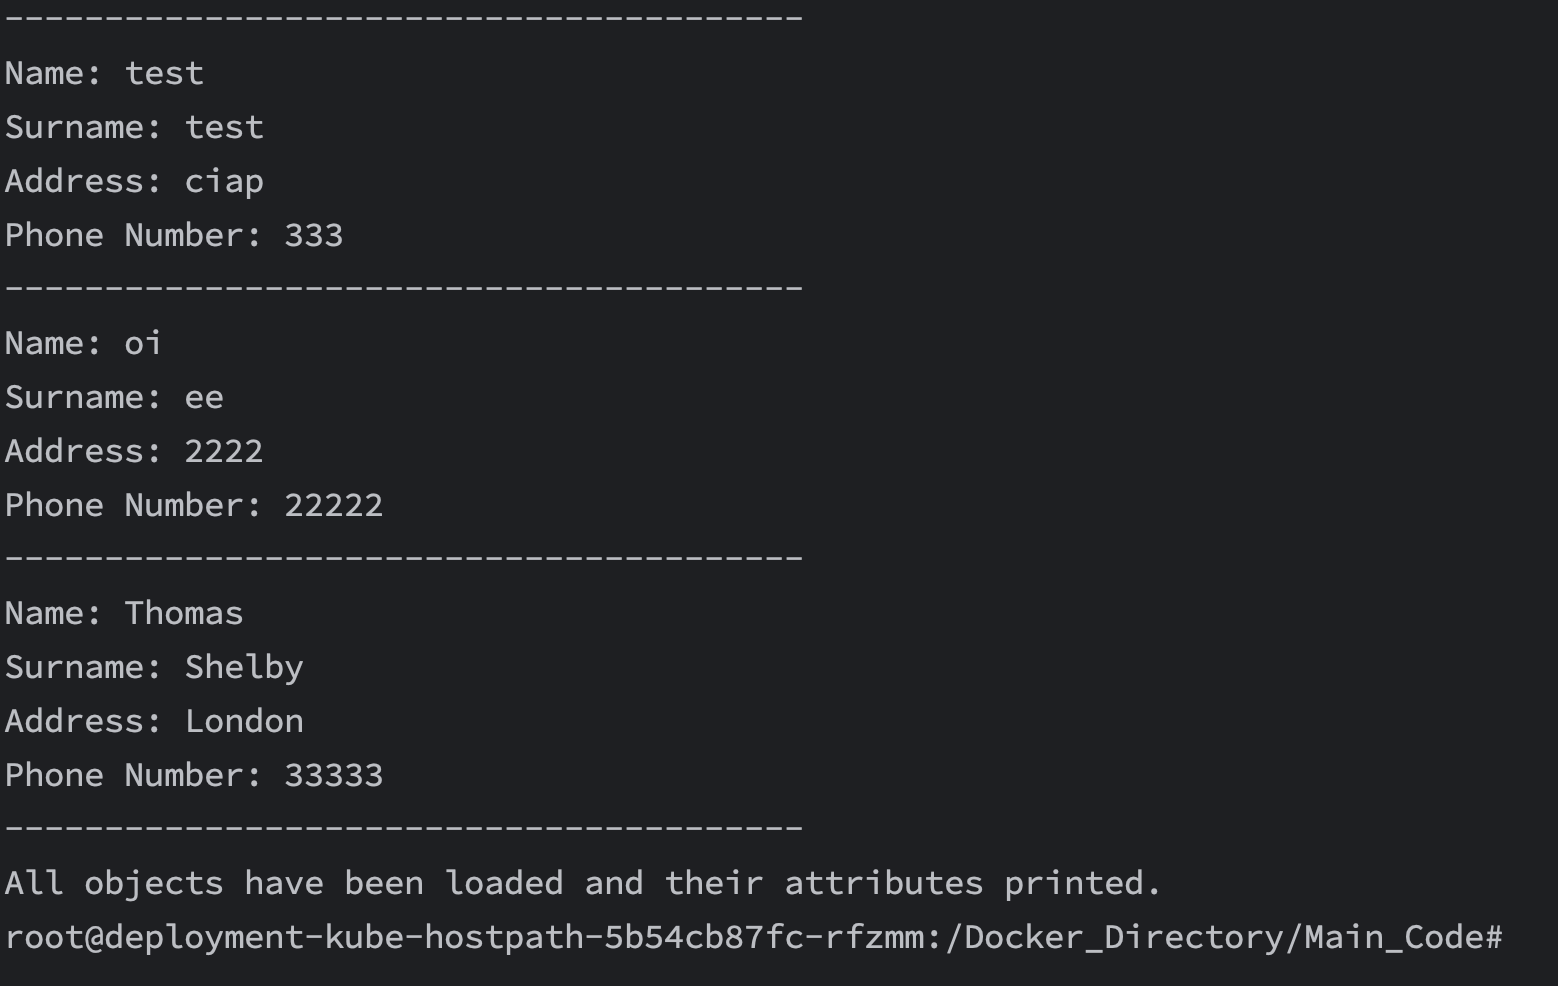 ----------------------------------------
Name: test
Surname: test
Address: ciap
Phone Number: 333
----------------------------------------
Name: oi
Surname: ee
Address: 2222
Phone Number: 22222
----------------------------------------
Name: Thomas
Surname: Shelby
Address: London
Phone Number: 33333
----------------------------------------
All objects have been loaded and their attributes printed.
root@deployment-kube-hostpath-5b54cb87fc-rfzmm:/Docker_Directory/Main_Code#